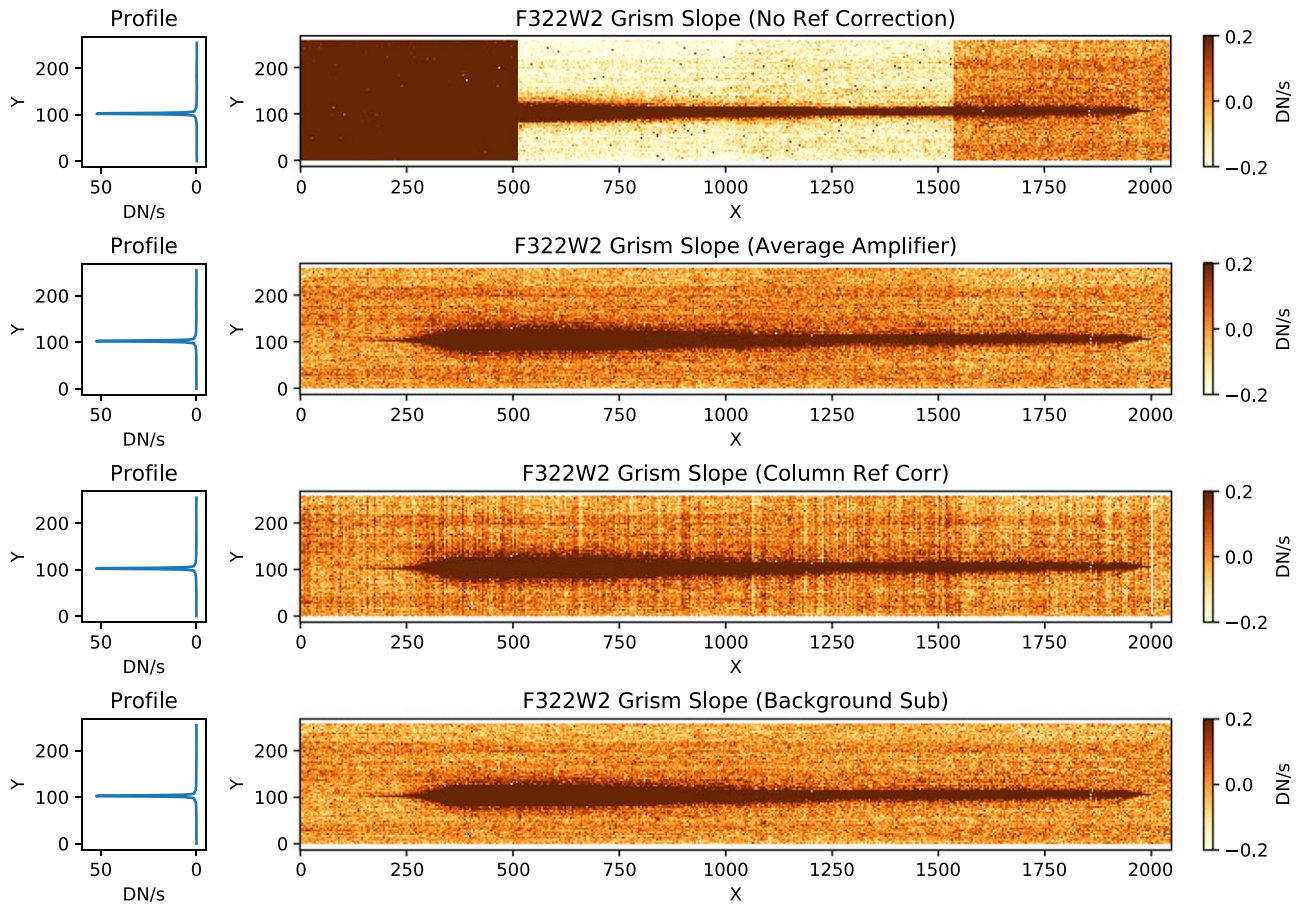 Profile
F322W2 Grism Slope (No Ref Correction)
200
100
0
Y
50 0
DN/s
200
100
0
Y
0 250 500 750 1000 1250 1500 1750 2000
X
0.2
0.0
−0.2
DN/s
Profile
F322W2 Grism Slope (Average Amplifier)
200
100
0
Y
50 0
DN/s
200
100
0
Y
0 250 500 750 1000 1250 1500 1750 2000
X
0.2
0.0
−0.2
DN/s
Profile
F322W2 Grism Slope (Column Ref Corr)
200
100
0
Y
50 0
DN/s
200
100
0
Y
0 250 500 750 1000 1250 1500 1750 2000
X
0.2
0.0
−0.2
DN/s
Profile
F322W2 Grism Slope (Background Sub)
200
100
0
Y
50 0
DN/s
200
100
0
Y
0 250 500 750 1000 1250 1500 1750 2000
X
0.2
0.0
−0.2
DN/s